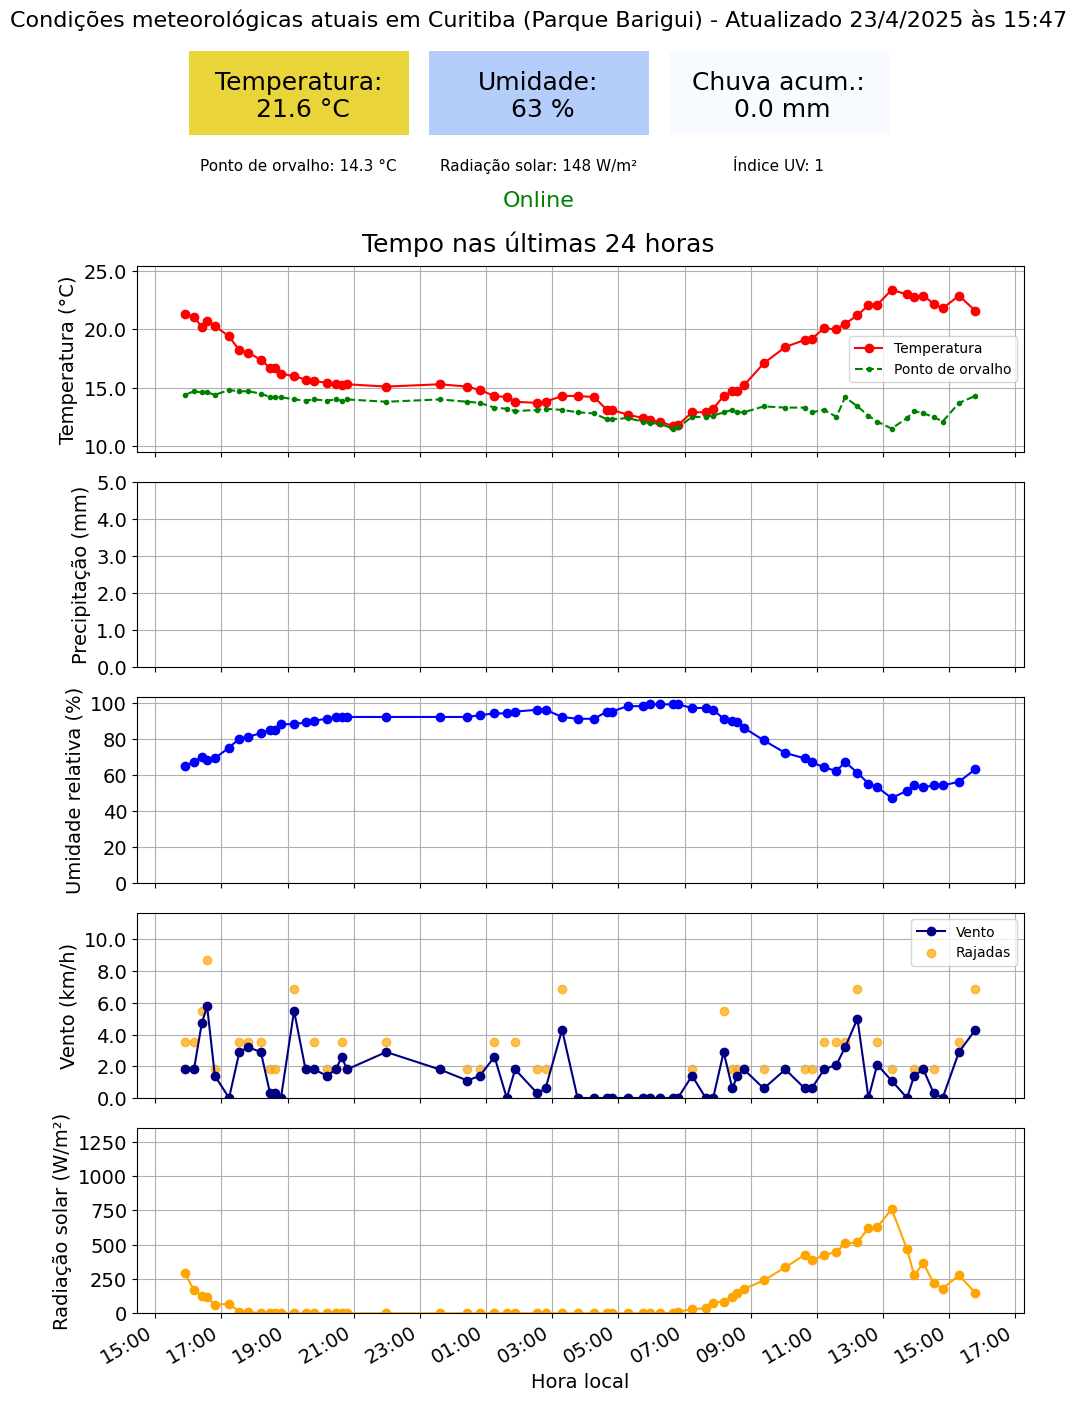 Condições meteorológicas atuais em Curitiba (Parque Barigui) - Atualizado 23/4/2025 às 15:47
Temperatura:
21.6 °C
Umidade:
63 %
Chuva acum.:
0.0 mm
Ponto de orvalho: 14.3 °C
Radiação solar: 148 W/m²
Índice UV: 1
Online
Tempo nas últimas 24 horas
Temperatura (°C)
25.0
20.0
15.0
10.0
Temperatura
Ponto de orvalho
Precipitação (mm)
5.0
4.0
3.0
2.0
1.0
0.0
Umidade relativa (%)
100
80
60
40
20
0
Vento (km/h)
10.0
8.0
6.0
4.0
2.0
0.0
Vento
Rajadas
Radiação solar (W/m²)
1250
1000
750
500
250
0
15:00
17:00
19:00
21:00
23:00
01:00
03:00
05:00
07:00
09:00
11:00
13:00
15:00
17:00
Hora local